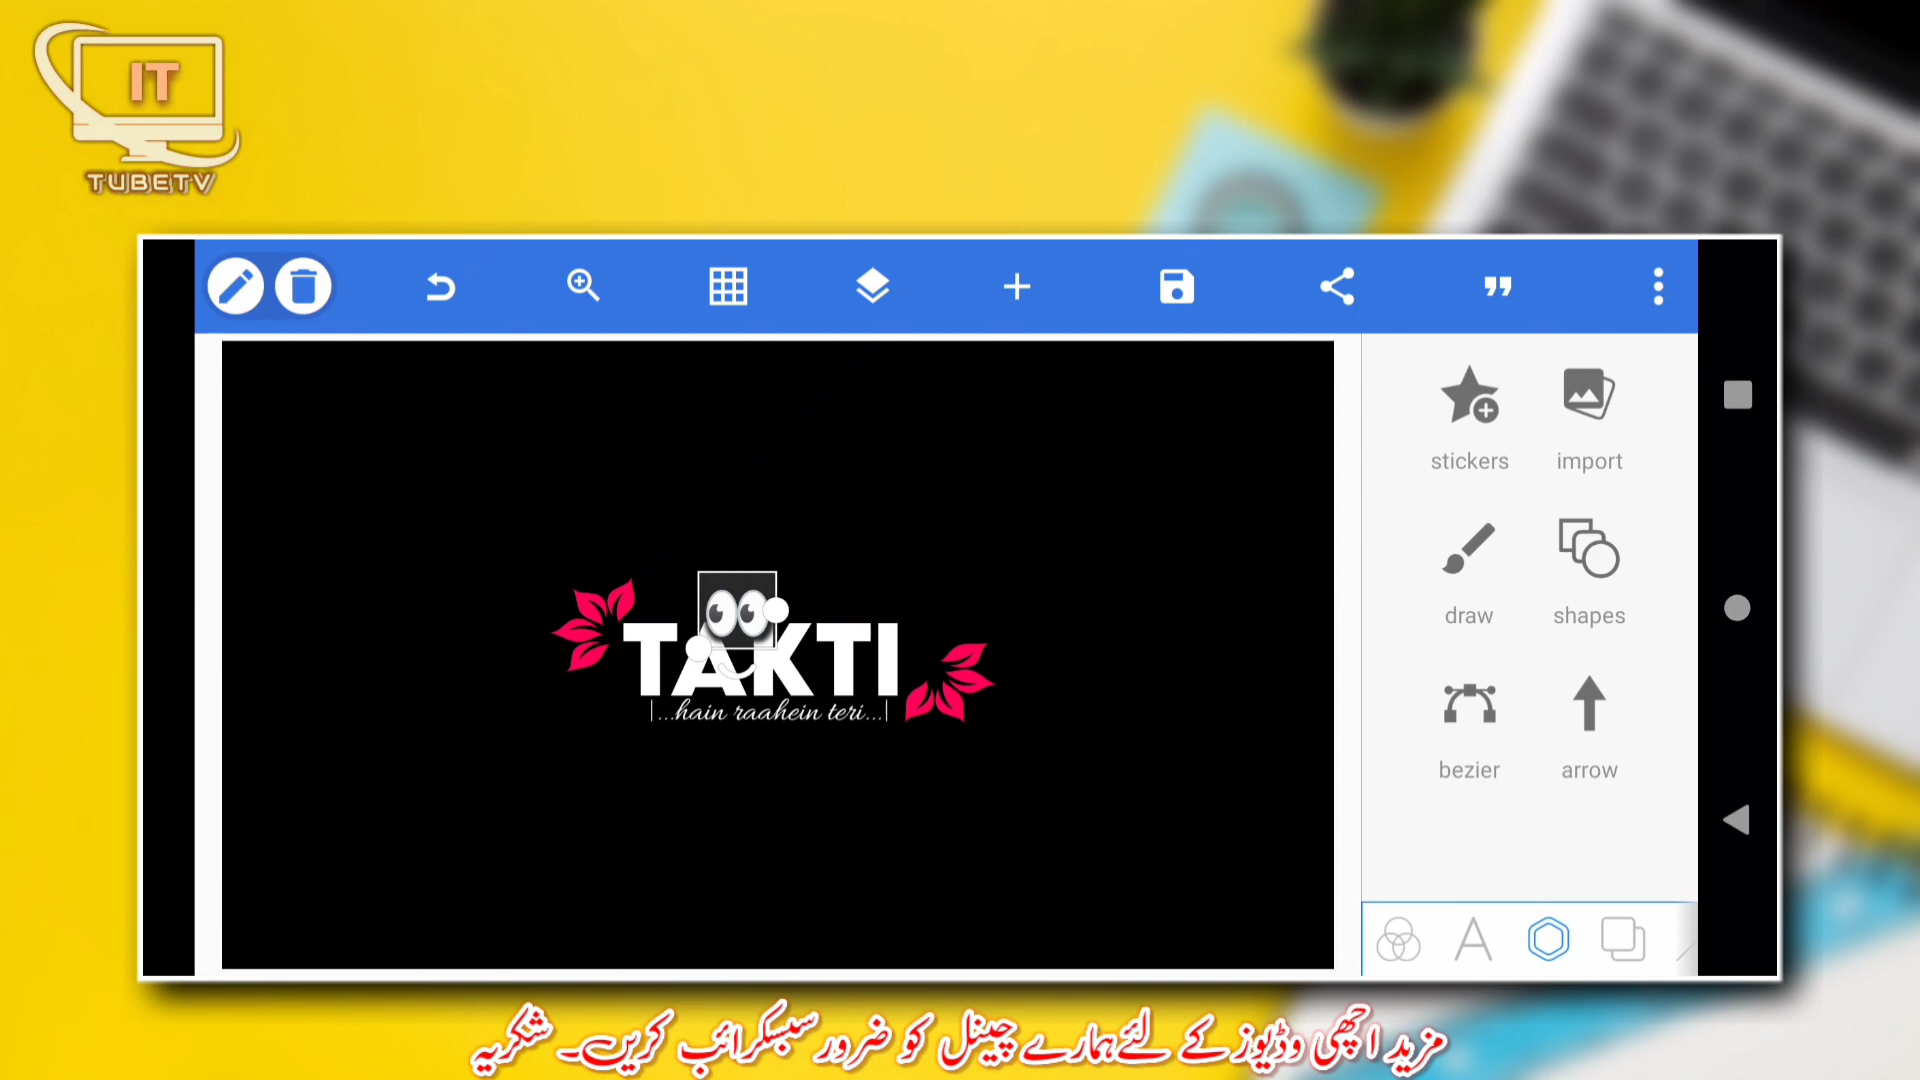 IT
TUBETV
stickers
import
draw
shapes
TAKTI
|...hain raahein teri...|
bezier
arrow
مزید اچھی وڈیوز کے لئے ہمارے چینل کو ضرور سبسکرائب کریں۔ شکریہ